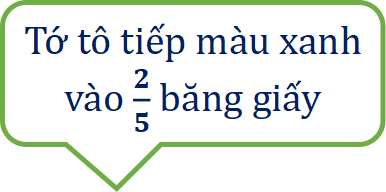 Tớ tô tiếp màu xanh
vào 2/5 băng giấy